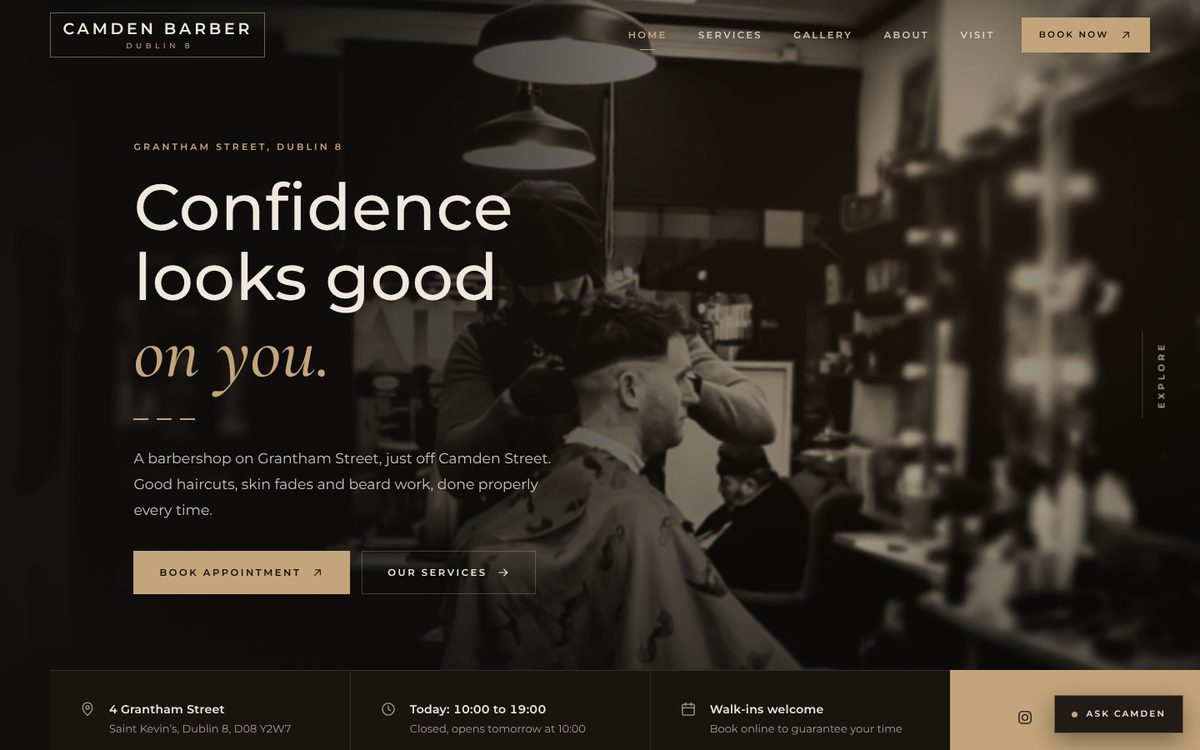 CAMDEN BARBER
DUBLIN 8
HOME SERVICES GALLERY ABOUT VISIT BOOK NOW
GRANTHAM STREET, DUBLIN 8
Confidence
looks good
on you.
A barbershop on Grantham Street, just off Camden Street.
Good haircuts, skin fades and beard work, done properly
every time.
BOOK APPOINTMENT
OUR SERVICES
EXPLORE
4 Grantham Street
Saint Kevin's, Dublin 8, D08 Y2W7
Today: 10:00 to 19:00
Closed, opens tomorrow at 10:00
Walk-ins welcome
Book online to guarantee your time
ASK CAMDEN